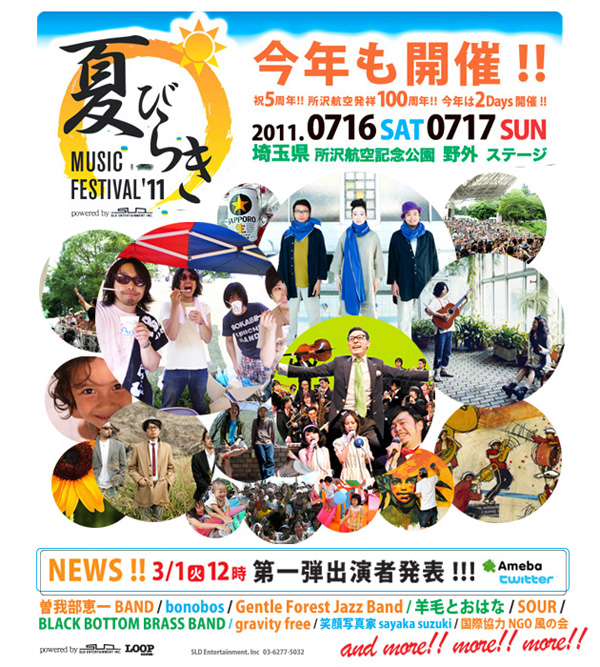 夏びらき
MUSIC
FESTIVAL'11
powered by SLD ENTERTAINMENT. INC.
今年も開催 !!
祝5周年!! 所沢航空発祥100周年!! 今年は2Days開催 !!
2011.0716 SAT 0717 SUN
埼玉県 所沢航空記念公園 野外 ステージ
SAPPORO
NEWS !! 3/1火12時 第一弾出演者発表 !!!
Ameba
twitter
曽我部恵一 BAND / bonobos / Gentle Forest Jazz Band / 羊毛とおはな / SOUR /
BLACK BOTTOM BRASS BAND / gravity free / 笑顔写真家 sayaka suzuki / 国際協力 NGO 風の会
and more!! more!! more!!
powered by SLD ENTERTAINMENT. INC. LOOP
SLD Entertainment. Inc 03-6277-5032